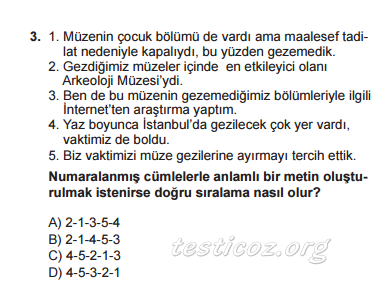 3. 1. Müzenin çocuk bölümü de vardı ama maalesef tadi-
lat nedeniyle kapalıydı, bu yüzden gezemedik.
2. Gezdiğimiz müzeler içinde en etkileyici olanı
Arkeoloji Müzesi'ydi.
3. Ben de bu müzenin gezemediğimiz bölümleriyle ilgili
İnternet'ten araştırma yaptım.
4. Yaz boyunca İstanbul'da gezilecek çok yer vardı,
vaktimiz de boldu.
5. Biz vaktimizi müze gezilerine ayırmayı tercih ettik.
Numaralanmış cümlelerle anlamlı bir metin oluştu-
rulmak istenirse doğru sıralama nasıl olur?
A) 2-1-3-5-4
B) 2-1-4-5-3
C) 4-5-2-1-3
D) 4-5-3-2-1
testicoz.org